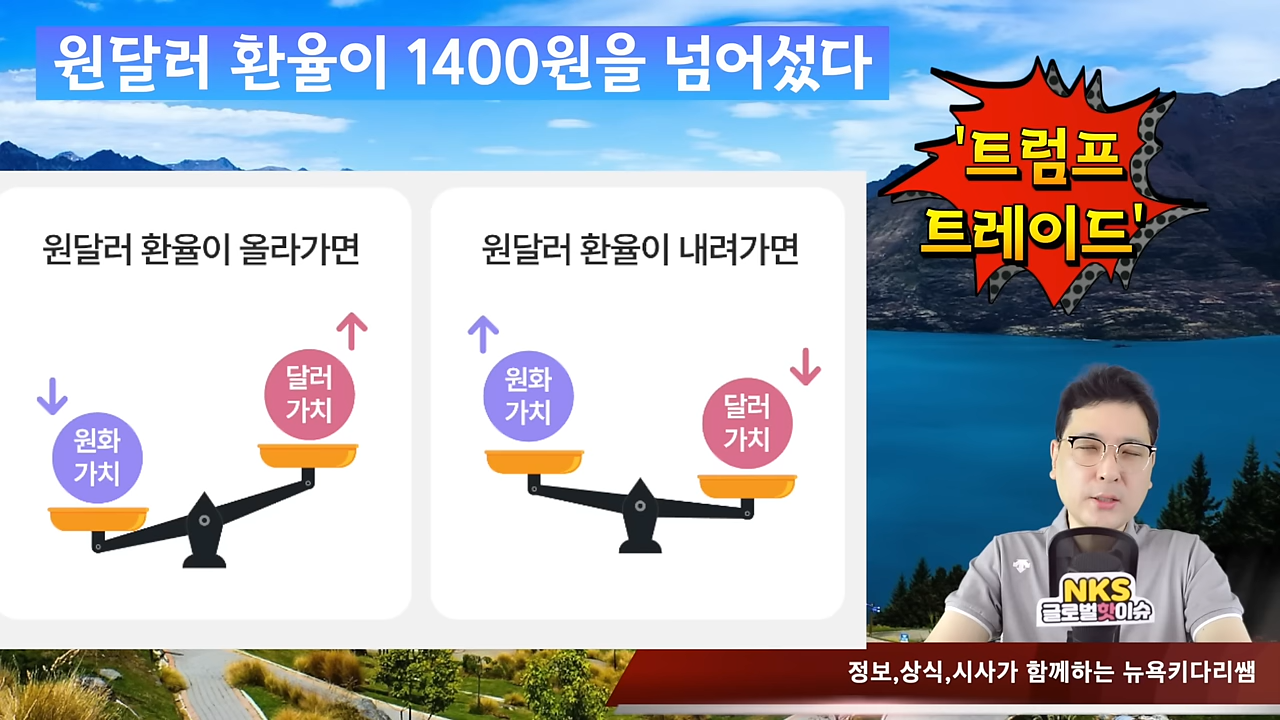 원달러 환율이 1400원을 넘어섰다
'트럼프
트레이드'
원달러 환율이 올라가면
원달러 환율이 내려가면
원화
가치
달러
가치
원화
가치
달러
가치
NKS
글로벌핫이슈
정보,상식,시사가 함께하는 뉴욕키다리쌤